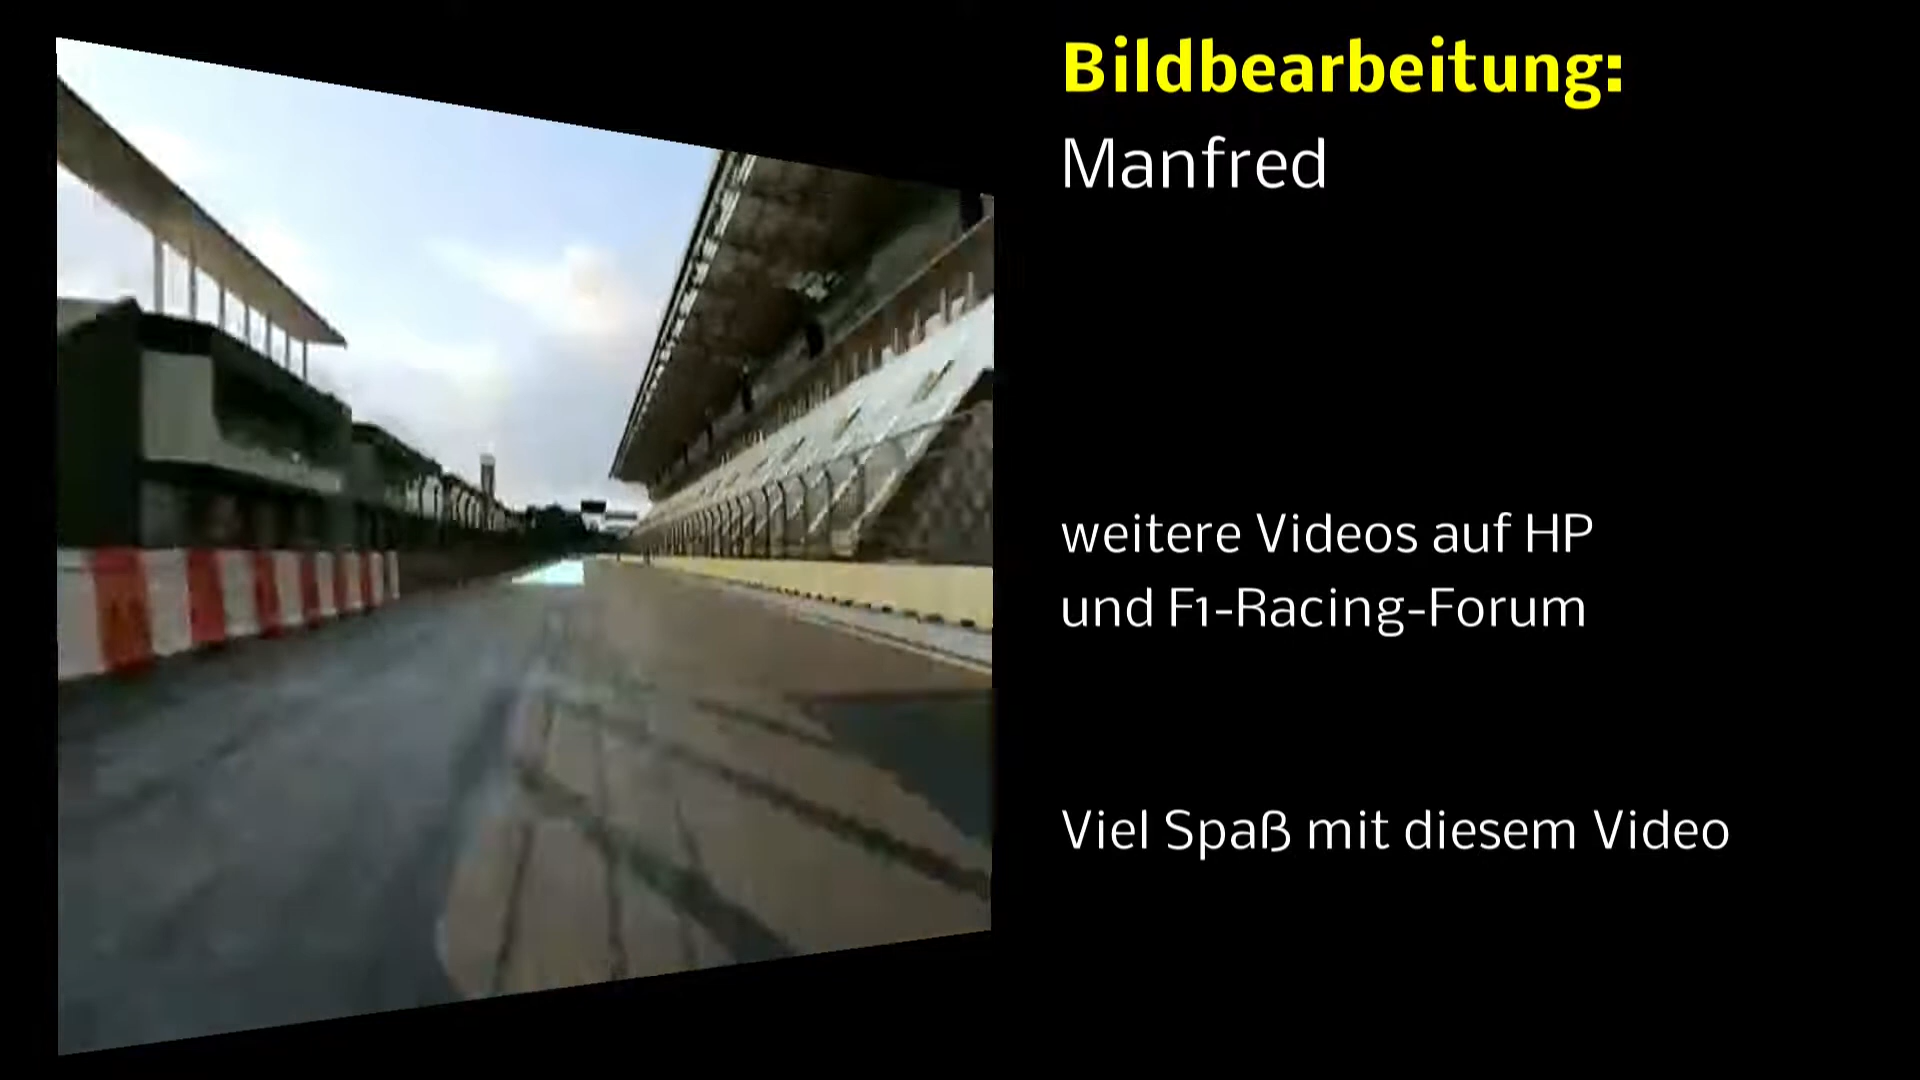 Bildbearbeitung:
Manfred
weitere Videos auf HP
und F1-Racing-Forum
Viel Spaß mit diesem Video